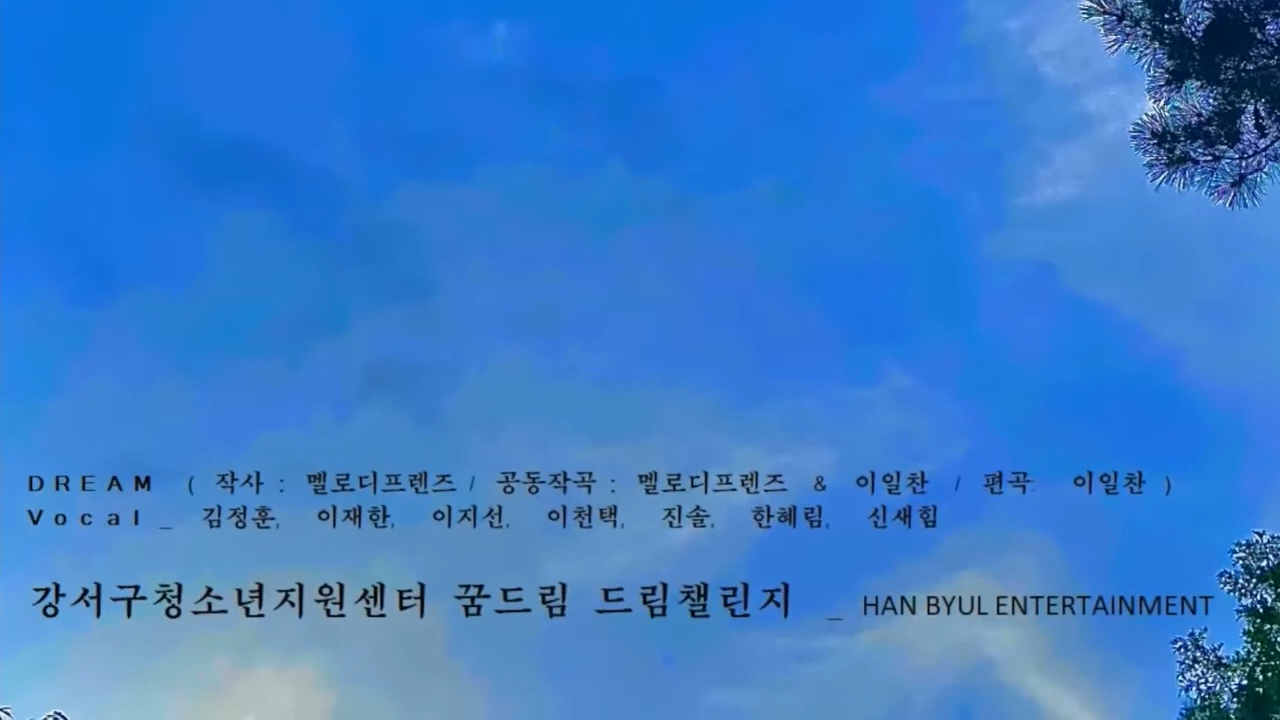 DREAM ( 작사 : 멜로디프렌즈 / 공동작곡 : 멜로디프렌즈 & 이일찬 / 편곡. 이일찬 )
Vocal _ 김정훈, 이재한, 이지선, 이천택, 진솔, 한혜림, 신새힘
강서구청소년지원센터 꿈드림 드림챌린지 _ HAN BYUL ENTERTAINMENT